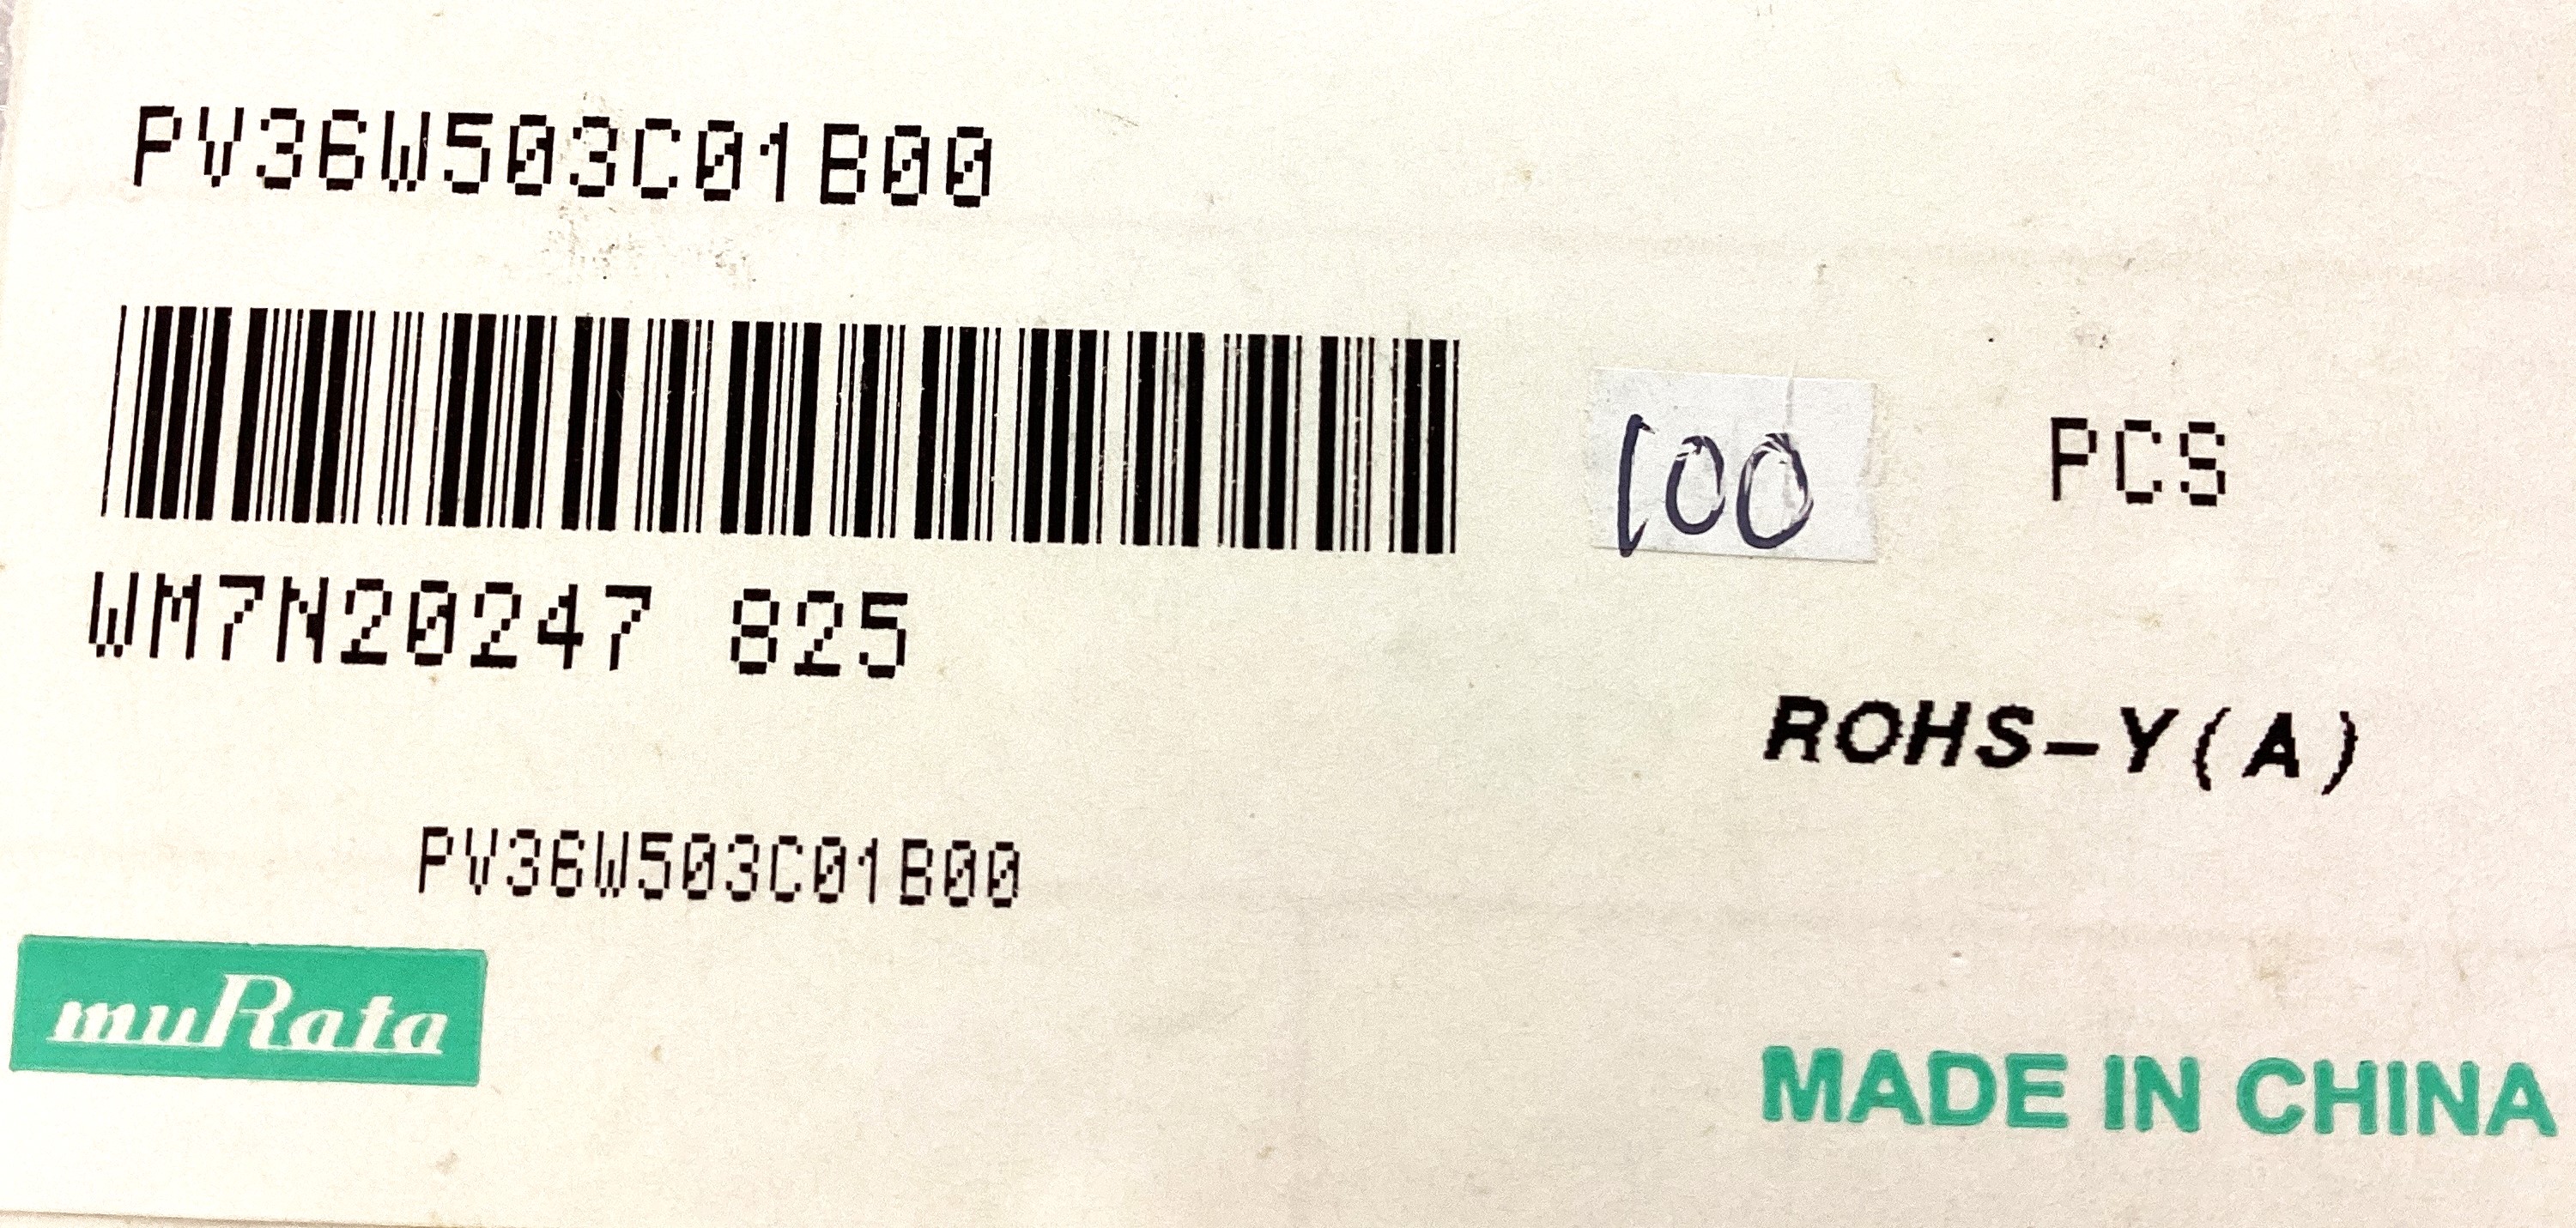 PV36W503C01B00
100 PCS
WM7N20247 825
ROHS-Y(A)
PV36W503C01B00
muRata
MADE IN CHINA